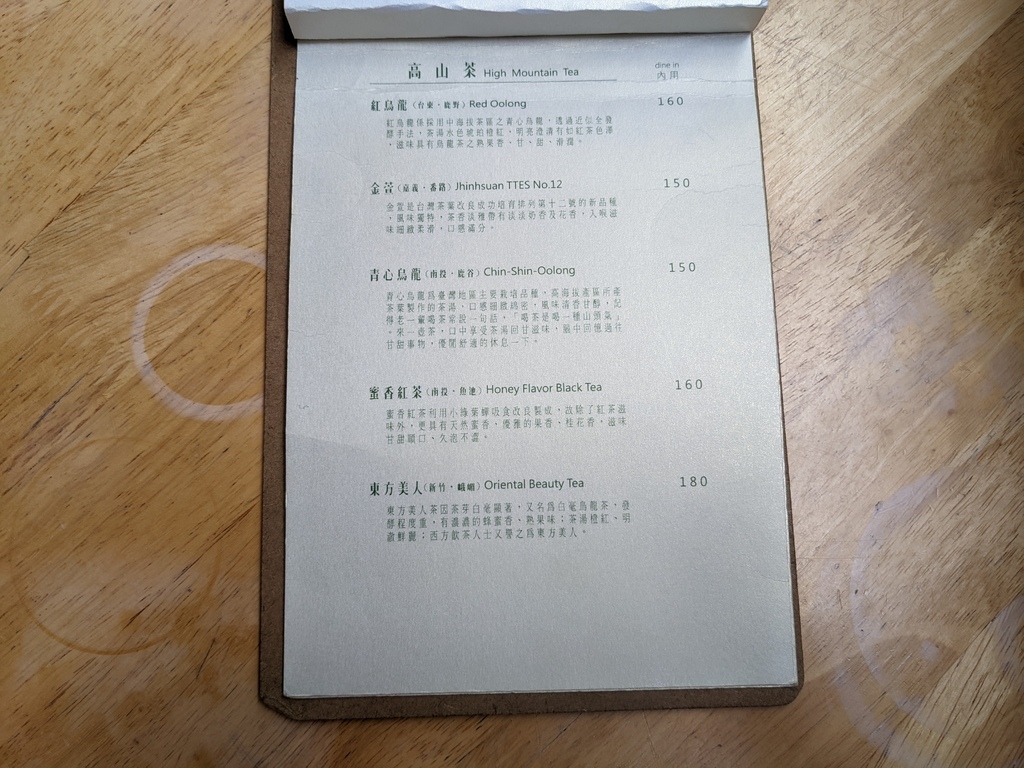 高山茶 High Mountain Tea
dine in
內用
紅烏龍(台東・鹿野) Red Oolong 160
紅烏龍係採用中海拔茶區之青心烏龍，透過近似全發
酵手法，茶湯水色琥珀橙紅，明亮澄清有如紅茶色澤
，滋味具有烏龍茶之熟果香，甘、甜、滑潤。
金萱(嘉義・番路) Jhinhsuan TTES No.12 150
金萱是台灣茶葉改良成功培育排列第十二號的新品種
，風味獨特，茶香淡雅帶有淡淡奶香及花香，入喉滋
味細緻柔滑，口感滿分。
青心烏龍(南投・鹿谷) Chin-Shin-Oolong 150
青心烏龍為臺灣地區主要栽培品種，高海拔產區所產
茶葉製作的茶湯，口感細緻綿密，風味清香甘醇，記
得老一輩喝茶常說一句話，「喝茶是喝一種山頭氣」
，來一壺茶，口中享受茶湯回甘滋味，腦中回憶過往
甘甜事物，優閒舒適的休息一下。
蜜香紅茶(南投・魚池) Honey Flavor Black Tea 160
蜜香紅茶利用小綠葉蟬吸食改良製成，故除了紅茶滋
味外，更具有天然蜜香，優雅的果香，桂花香，滋味
甘甜順口，久泡不澀。
東方美人(新竹・峨嵋) Oriental Beauty Tea 180
東方美人茶因茶芽白毫顯著，又名為白毫烏龍茶，發
酵程度重，有濃濃的蜂蜜香、熟果味；茶湯橙紅，明
澈鮮麗；西方飲茶人士又譽之為東方美人。